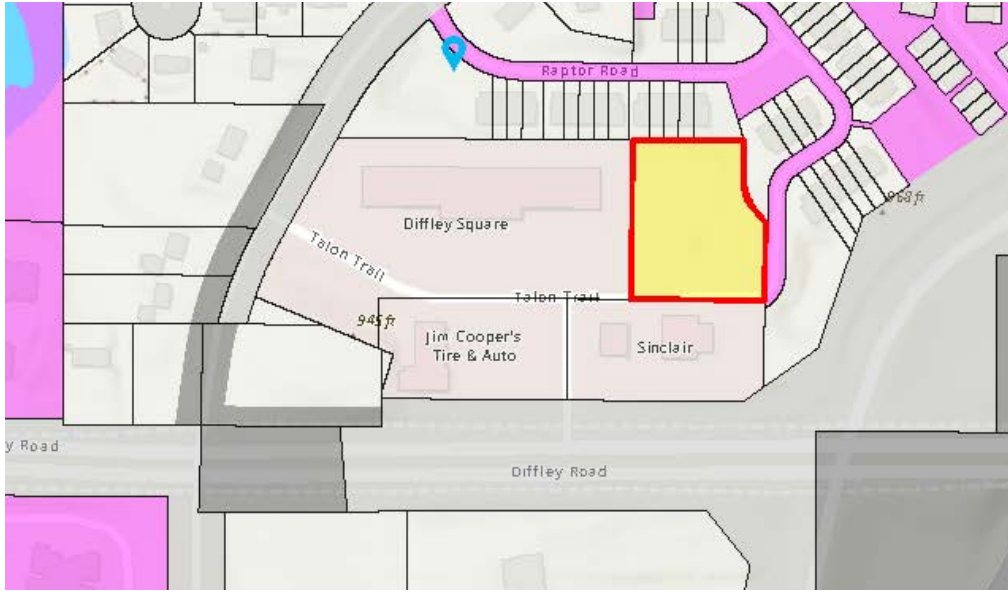 Raptor Road
968 ft
Diffley Square
Talon Trail
Talon Trail
945 ft
Jim Cooper's
Tire & Auto
Sinclair
y Road
Diffley Road